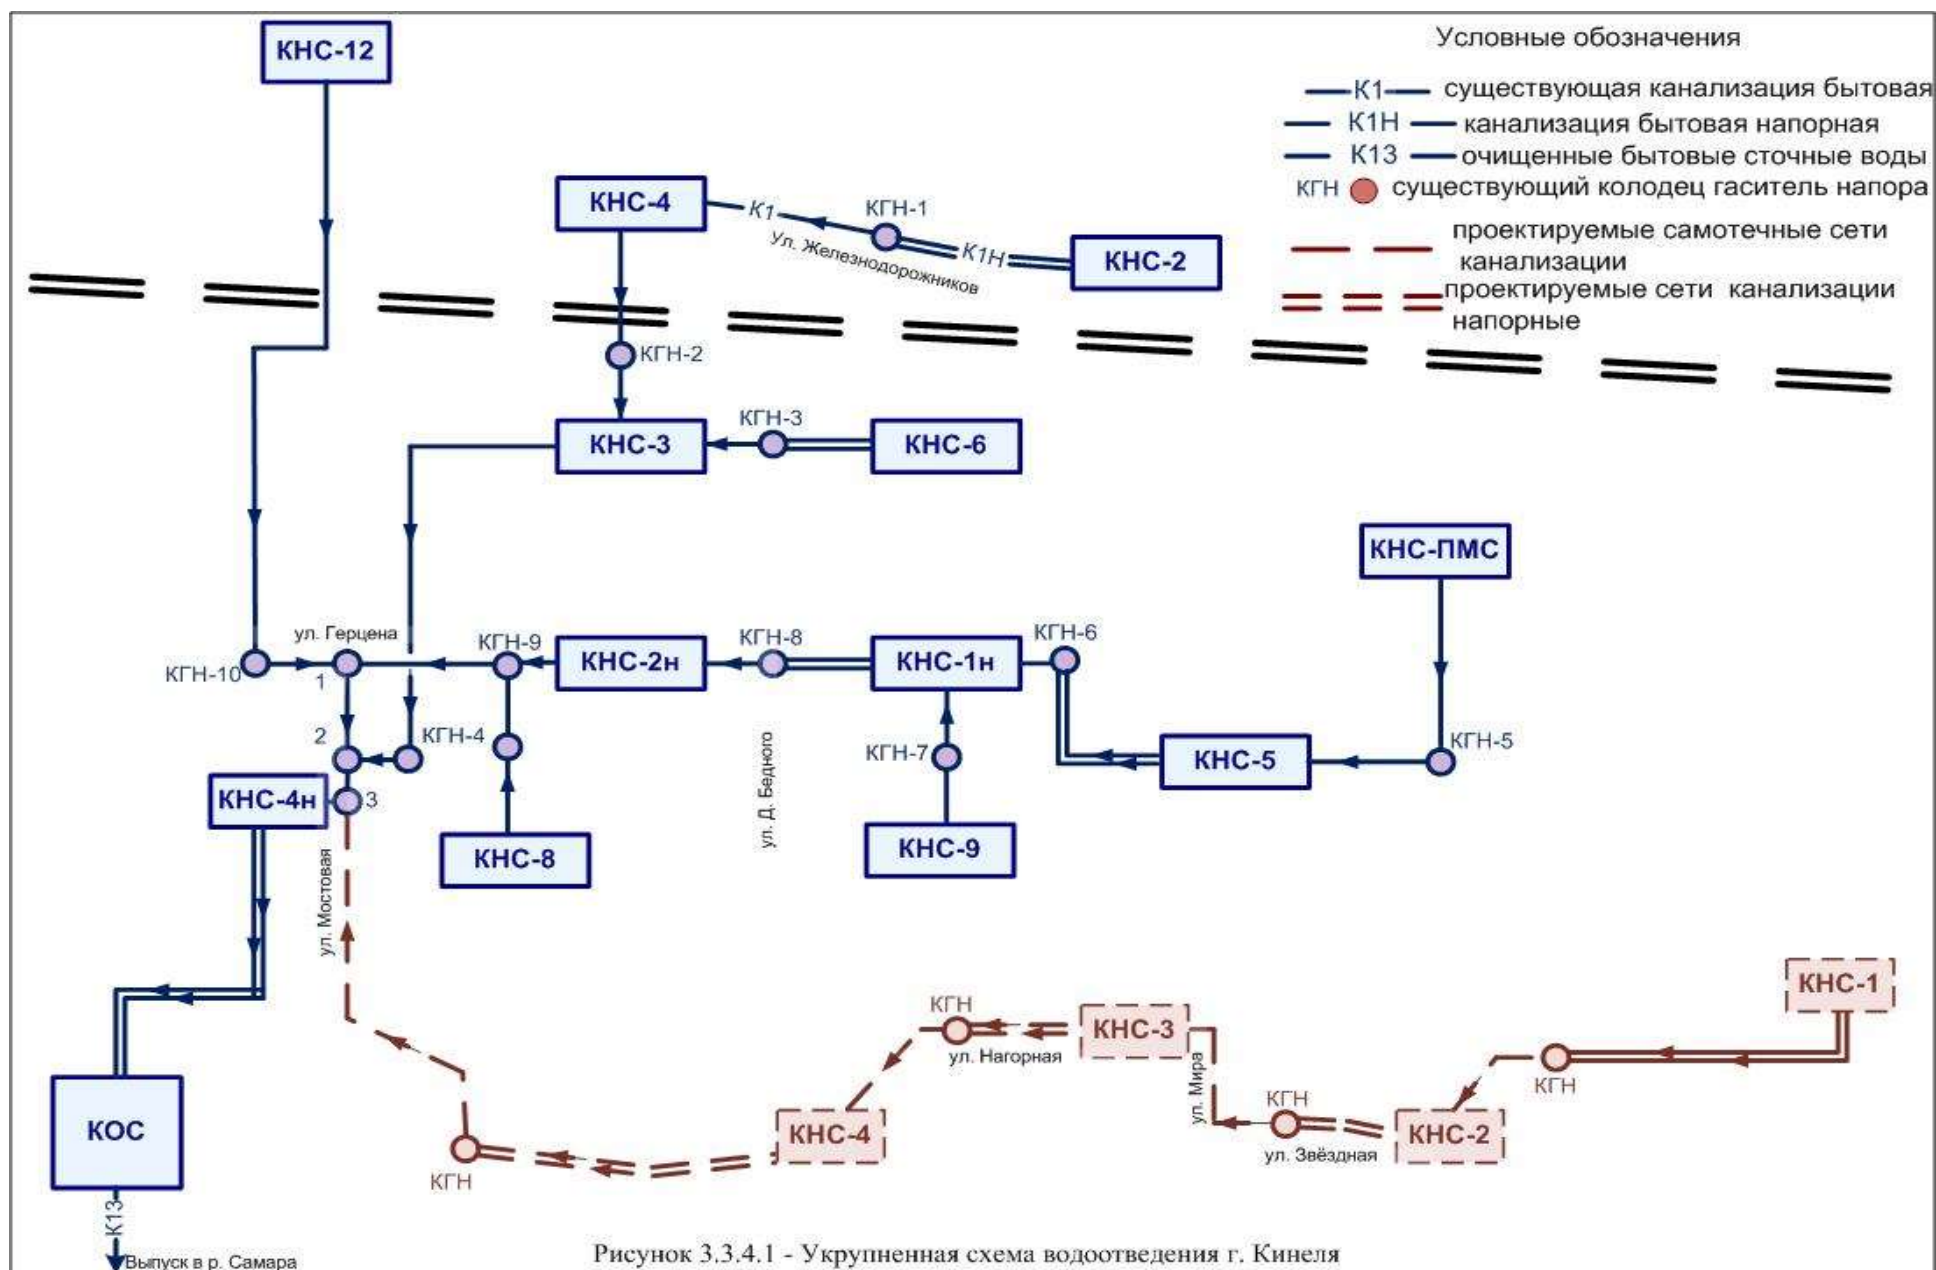 КНС-12
Условные обозначения
К1 существующая канализация бытовая
К1Н канализация бытовая напорная
К13 очищенные бытовые сточные воды
КГН существующий колодец гаситель напора
проектируемые самотечные сети
канализации
проектируемые сети канализации
напорные
КНС-4
К1
КГН-1
К1Н
КНС-2
Ул. Железнодорожников
КГН-2
КГН-3
КНС-3
КНС-6
КНС-ПМС
ул. Герцена
КГН-9
КГН-8
КГН-6
КГН-10
1
КНС-2н
КНС-1н
2
КГН-4
КГН-7
КГН-5
КНС-5
ул. Д. Бедного
КНС-4н
3
КНС-8
КНС-9
ул. Мостовая
КНС-1
КГН
КНС-3
ул. Нагорная
ул. Мира
КГН
КГН
КОС
КНС-4
КНС-2
ул. Звёздная
КГН
К13
Выпуск в р. Самара
Рисунок 3.3.4.1 - Укрупненная схема водоотведения г. Кинеля